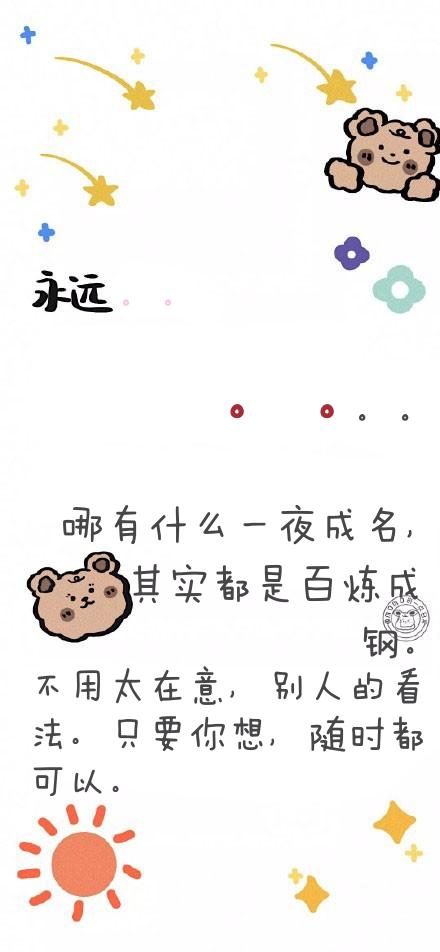 永远。。
。。。。
哪有什么一夜成名,
其实都是百炼成
钢。
不用太在意, 别人的看
法。只要你想, 随时都
可以。